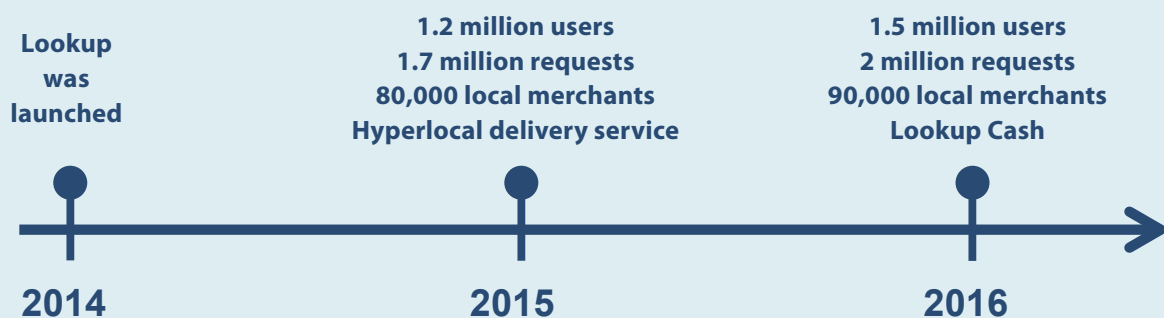 Lookup
was
launched
1.2 million users
1.7 million requests
80,000 local merchants
Hyperlocal delivery service
1.5 million users
2 million requests
90,000 local merchants
Lookup Cash
2014
2015
2016